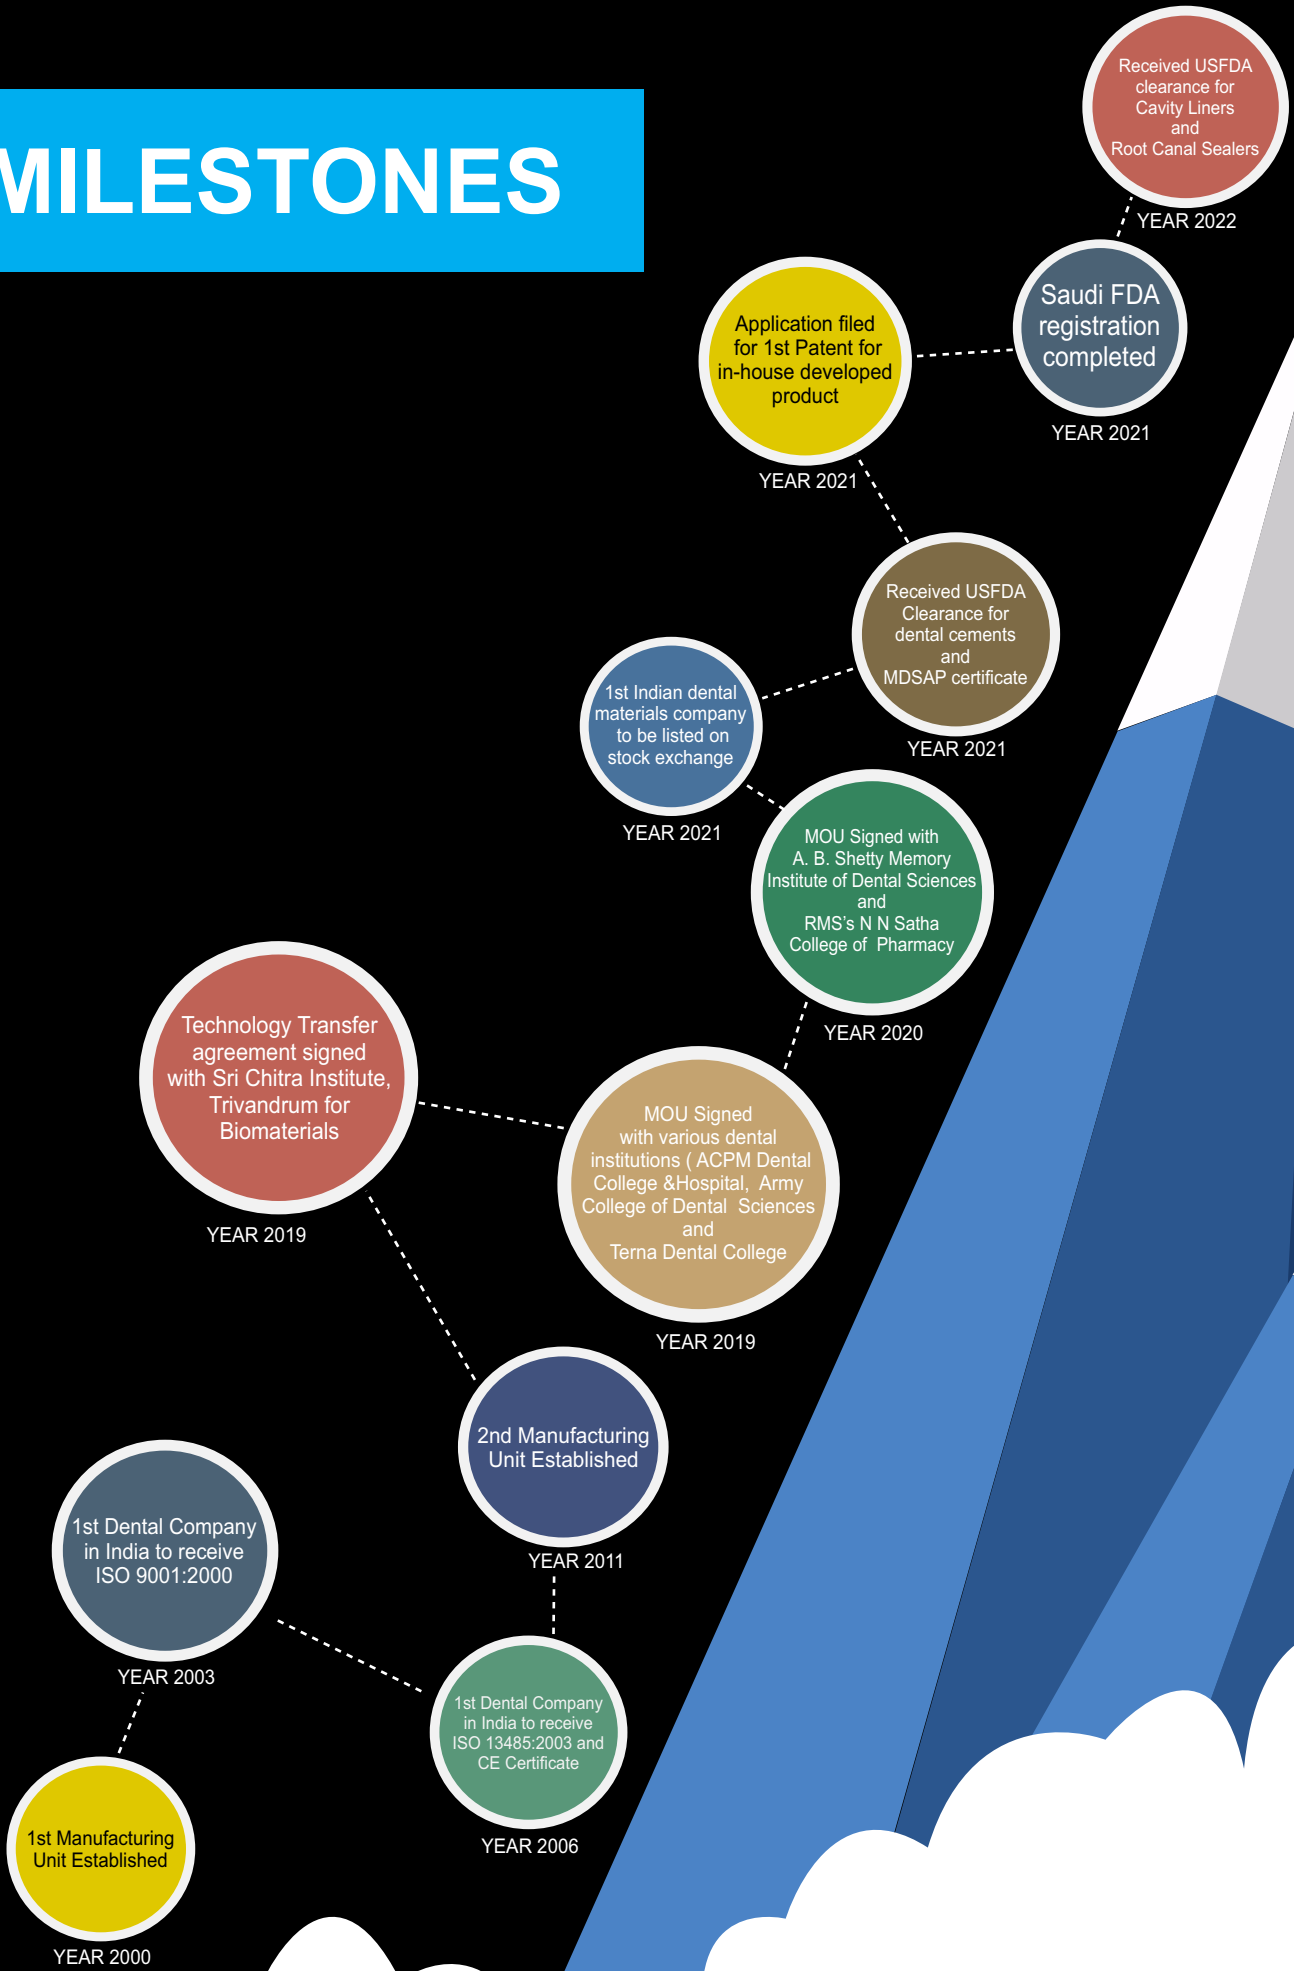 MILESTONES
Received USFDA
clearance for
Cavity Liners
and
Root Canal Sealers
YEAR 2022
Saudi FDA
registration
completed
YEAR 2021
Application filed
for 1st Patent for
in-house developed
product
YEAR 2021
Received USFDA
Clearance for
dental cements
and
MDSAP certificate
YEAR 2021
1st Indian dental
materials company
to be listed on
stock exchange
YEAR 2021
MOU Signed with
A. B. Shetty Memory
Institute of Dental Sciences
and
RMS's N N Satha
College of Pharmacy
YEAR 2020
Technology Transfer
agreement signed
with Sri Chitra Institute,
Trivandrum for
Biomaterials
YEAR 2019
MOU Signed
with various dental
institutions ( ACPM Dental
College &Hospital, Army
College of Dental Sciences
and
Terna Dental College
YEAR 2019
2nd Manufacturing
Unit Established
YEAR 2011
1st Dental Company
in India to receive
ISO 9001:2000
YEAR 2003
1st Dental Company
in India to receive
ISO 13485:2003 and
CE Certificate
YEAR 2006
1st Manufacturing
Unit Established
YEAR 2000